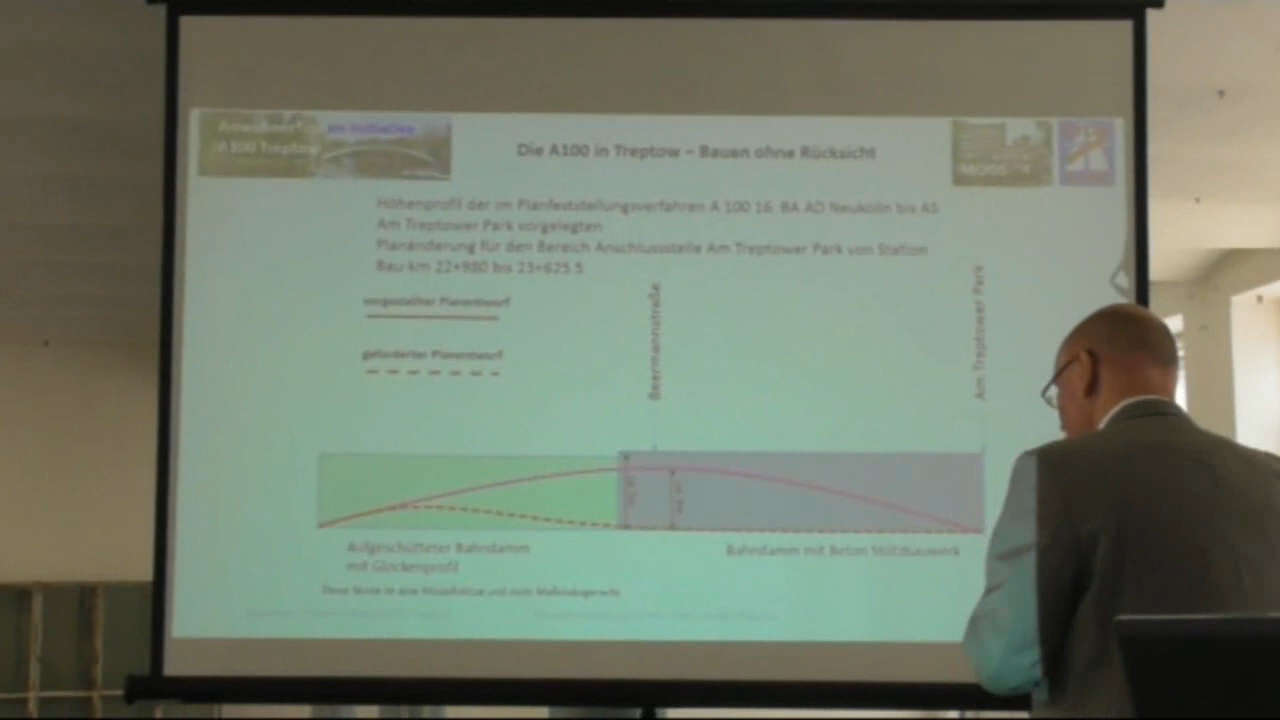 A100 Treptow
Die A100 in Treptow – Bauen ohne Rücksicht
Höhenprofil der im Planfeststellungsverfahren A 100 16. BA AD Neukölln bis AS
Am Treptower Park vorgelegten
Planänderung für den Bereich Anschlussstelle Am Treptower Park von Station
Bau-km 22+980 bis 23+625.5
vorgestellter Planentwurf
geforderter Planentwurf
Beermannstraße
Am Treptower Park
Aufgeschütteter Bahndamm
mit Glockenprofil
Bahndamm mit Beton Stützbauwerk
Diese Skizze ist eine Modellskizze und nicht Maßstabsgerecht